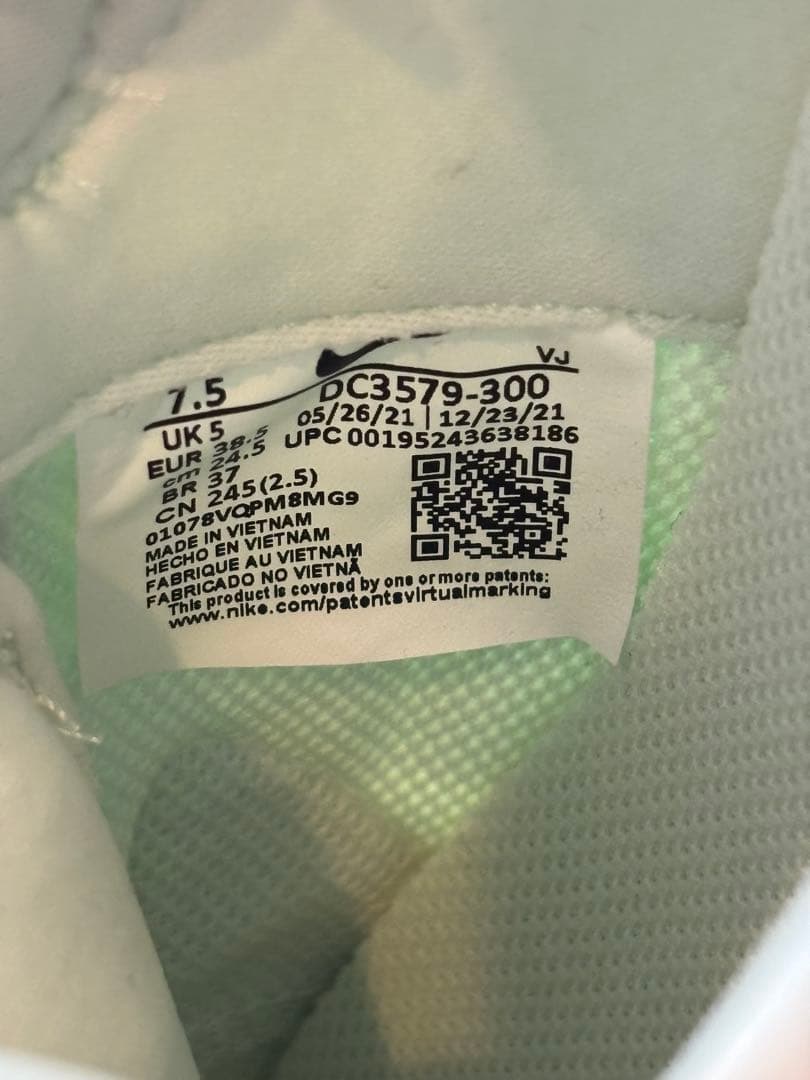 VJ
7.5 DC3579-300
UK 5 05/26/21 | 12/23/21
EUR 38.5 UPC 00195243638186
cm 24.5
BR 37
CN 245(2.5)
01078VQPM8MG9
MADE IN VIETNAM
HECHO EN VIETNAM
FABRIQUE AU VIETNAM
FABRICADO NO VIETNÃ
This product is covered by one or more patents:
www.nike.com/patentsvirtualmarking